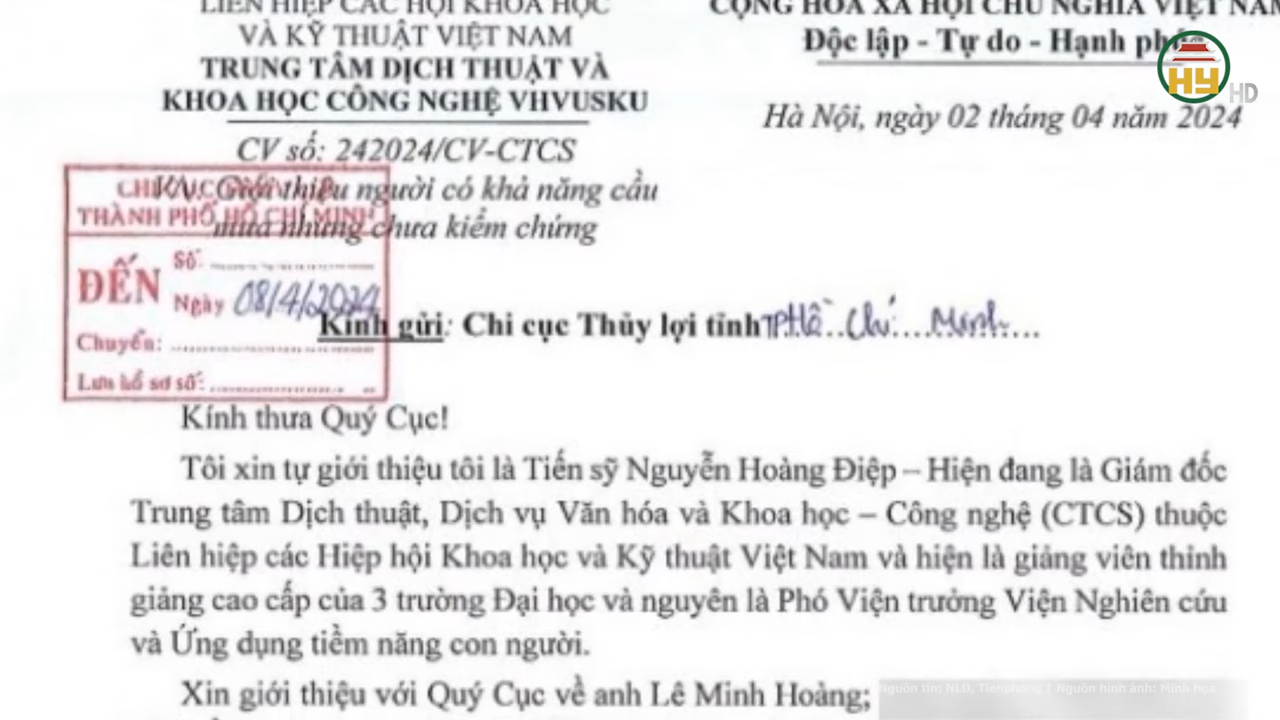 LIÊN HIỆP CÁC HỘI KHOA HỌC
VÀ KỸ THUẬT VIỆT NAM
TRUNG TÂM DỊCH THUẬT VÀ
KHOA HỌC CÔNG NGHỆ VHVUSKU
CV số: 242024/CV-CTCS
Giới thiệu người có khả năng cầu
mưa nhưng chưa kiểm chứng
CỘNG HÒA XÃ HỘI CHỦ NGHĨA VIỆT NAM
Độc lập - Tự do - Hạnh phúc
HY HD
Hà Nội, ngày 02 tháng 04 năm 2024
THÀNH PHỐ HỒ CHÍ MINH
ĐẾN
Số:
Ngày 08/4/2024
Chuyển:
Lưu hồ sơ số:
Kính gửi: Chi cục Thủy lợi tỉnh TP.Hồ Chí Minh
Kính thưa Quý Cục!
Tôi xin tự giới thiệu tôi là Tiến sỹ Nguyễn Hoàng Điệp – Hiện đang là Giám đốc
Trung tâm Dịch thuật, Dịch vụ Văn hóa và Khoa học – Công nghệ (CTCS) thuộc
Liên hiệp các Hiệp hội Khoa học và Kỹ thuật Việt Nam và hiện là giảng viên thỉnh
giảng cao cấp của 3 trường Đại học và nguyên là Phó Viện trưởng Viện Nghiên cứu
và Ứng dụng tiềm năng con người.
Xin giới thiệu với Quý Cục về anh Lê Minh Hoàng;
Nguồn tin: NLD, Tienphong | Nguồn hình ảnh: Minh họa